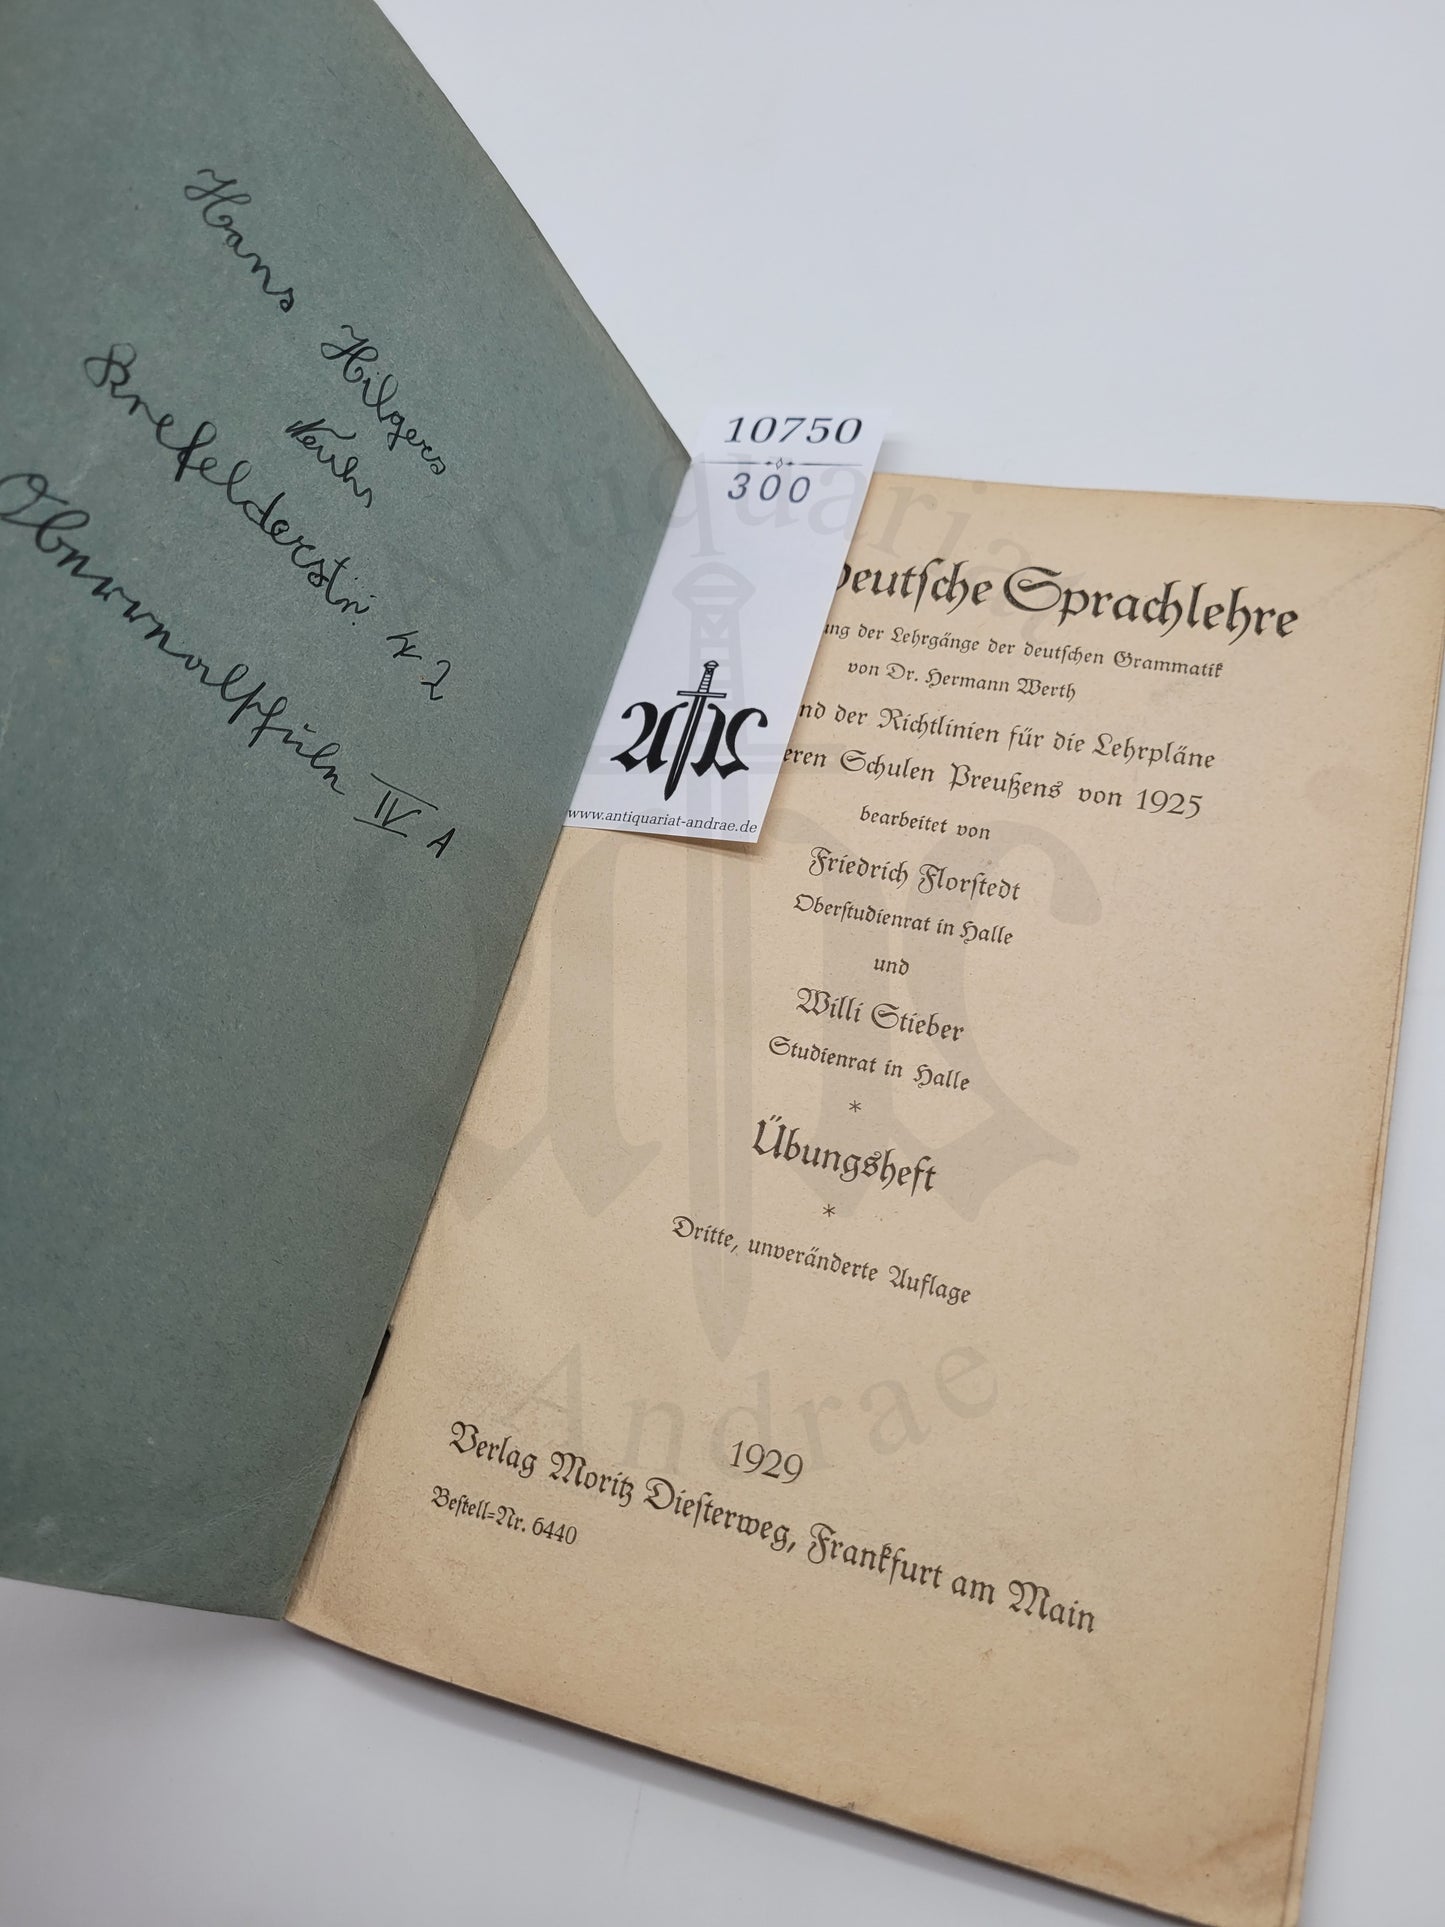 Hans Hilgers
Neuhs
Krefelderstr.
IV A
10750
300
www.antiquariat-andrae.de
Deutsche Sprachlehre
der Lehrgänge der deutschen Grammatik
von Dr. Hermann Werth
der Richtlinien für die Lehrpläne
Schulen Preußens von 1925
bearbeitet von
Friedrich Florstedt
Oberstudienrat in Halle
und
Willi Stieber
Studienrat in Halle
*
Übungsheft
*
Dritte, unveränderte Auflage
1929
Verlag Moritz Diesterweg, Frankfurt am Main
Bestell=Nr. 6440
Antiquariat
Andrae